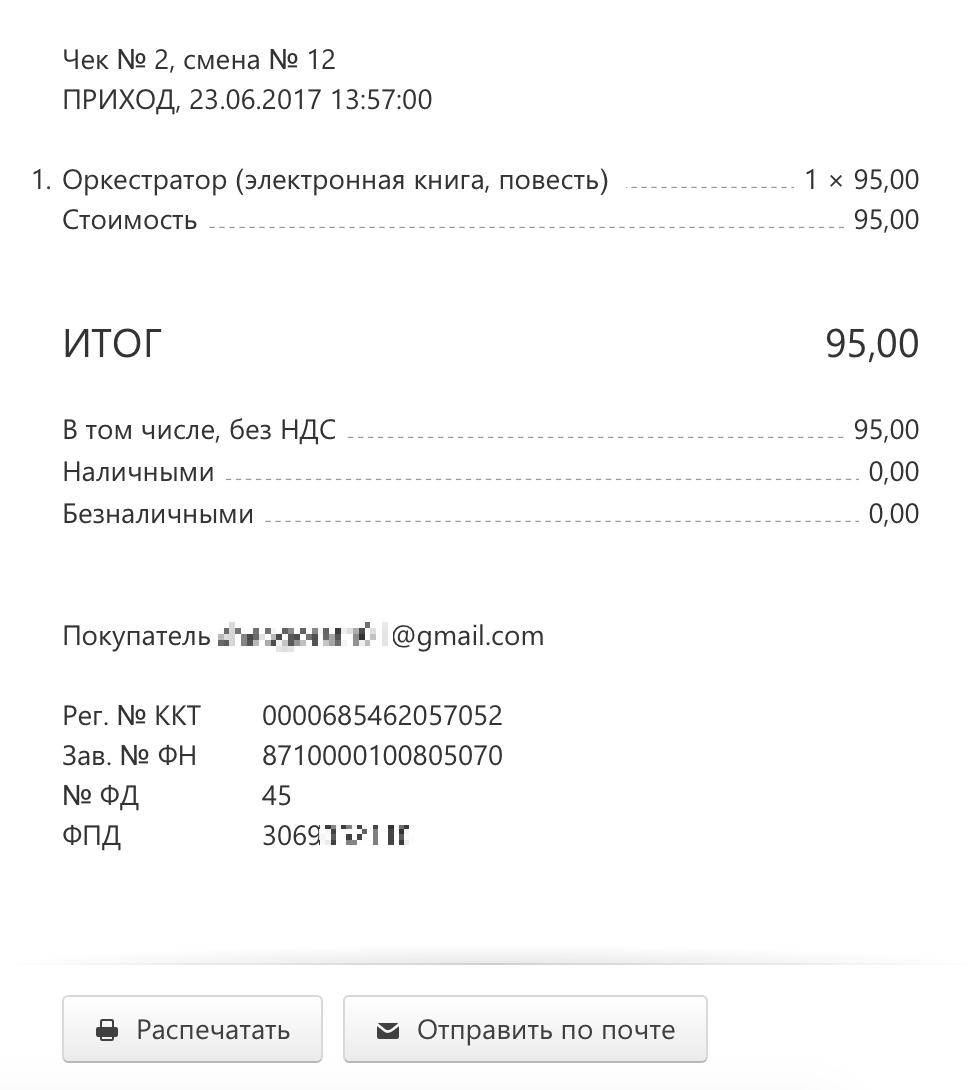 Чек № 2, смена № 12
ПРИХОД, 23.06.2017 13:57:00
1. Оркестратор (электронная книга, повесть) 1 × 95,00
Стоимость 95,00
ИТОГ 95,00
В том числе, без НДС 95,00
Наличными 0,00
Безналичными 0,00
Покупатель @gmail.com
Рег. № ККТ 0000685462057052
Зав. № ФН 8710000100805070
№ ФД 45
ФПД 3069
Распечатать Отправить по почте